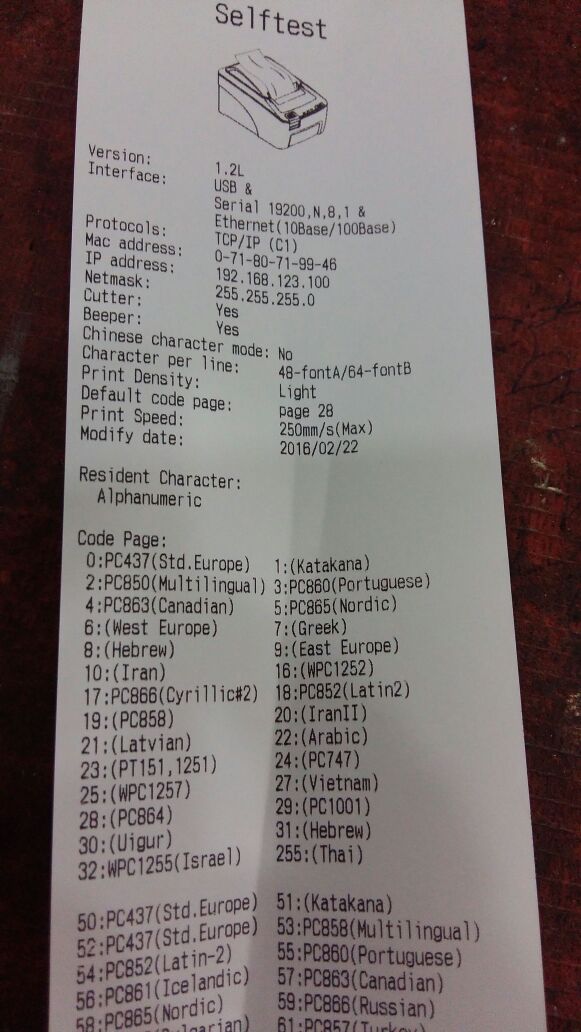 Selftest
Version: 1.2L
Interface: USB &
Serial 19200,N,8,1 &
Ethernet(10Base/100Base)
Protocols: TCP/IP (C1)
Mac address: 0-71-80-71-99-46
IP address: 192.168.123.100
Netmask: 255.255.255.0
Cutter: Yes
Beeper: Yes
Chinese character mode: No
Character per line: 48-fontA/64-fontB
Print Density: Light
Default code page: page 28
Print Speed: 250mm/s(Max)
Modify date: 2016/02/22
Resident Character:
Alphanumeric
Code Page:
0:PC437(Std.Europe) 1:(Katakana)
2:PC850(Multilingual) 3:PC860(Portuguese)
4:PC863(Canadian) 5:PC865(Nordic)
6:(West Europe) 7:(Greek)
8:(Hebrew) 9:(East Europe)
10:(Iran) 16:(WPC1252)
17:PC866(Cyrillic#2) 18:PC852(Latin2)
19:(PC858) 20:(IranII)
21:(Latvian) 22:(Arabic)
23:(PT151,1251) 24:(PC747)
25:(WPC1257) 27:(Vietnam)
28:(PC864) 29:(PC1001)
30:(Uigur) 31:(Hebrew)
32:WPC1255(Israel) 255:(Thai)
50:PC437(Std.Europe) 51:(Katakana)
52:PC437(Std.Europe) 53:PC858(Multilingual)
54:PC852(Latin-2) 55:PC860(Portuguese)
56:PC861(Icelandic) 57:PC863(Canadian)
58:PC865(Nordic) 59:PC866(Russian)
61:PC857(Turkey)